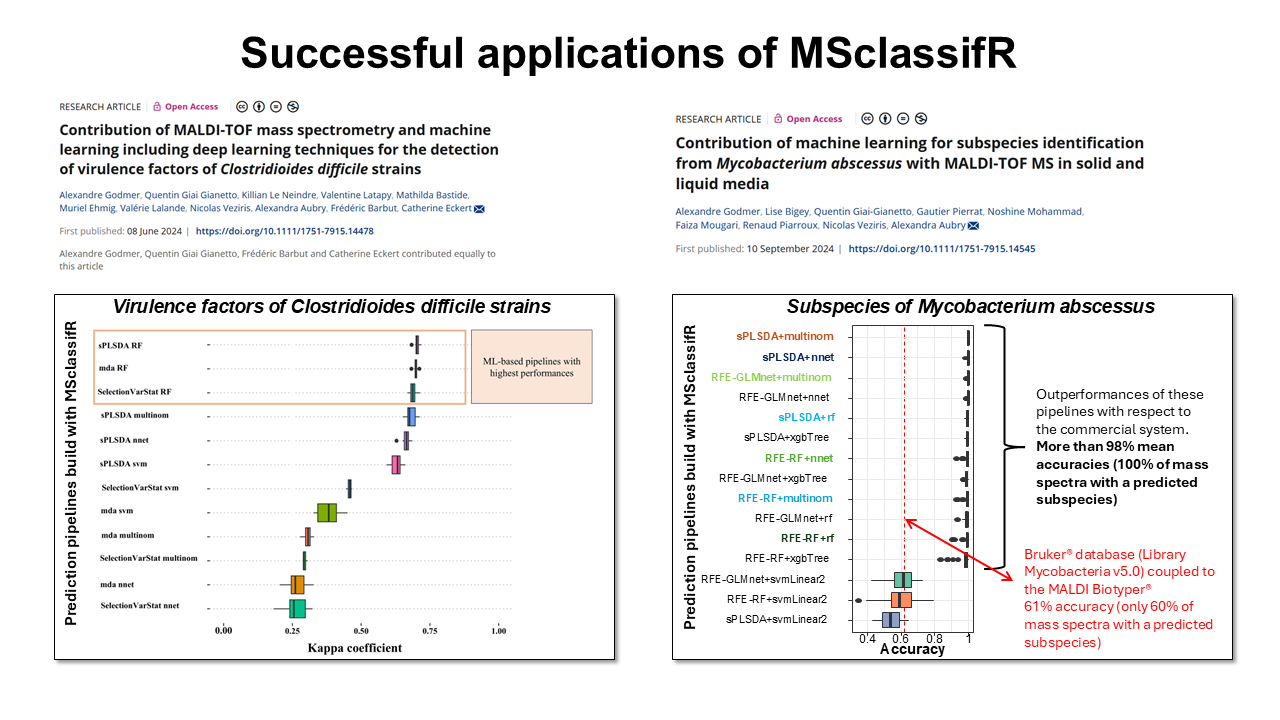 Successful applications of MSclassifR
RESEARCH ARTICLE | Open Access
Contribution of MALDI-TOF mass spectrometry and machine
learning including deep learning techniques for the detection
of virulence factors of Clostridioides difficile strains
Alexandre Godmer, Quentin Giai Gianetto, Killian Le Neindre, Valentine Latapy, Mathilda Bastide,
Muriel Ehmig, Valérie Lalande, Nicolas Veziris, Alexandra Aubry, Frédéric Barbut, Catherine Eckert
First published: 08 June 2024 | https://doi.org/10.1111/1751-7915.14478
Alexandre Godmer, Quentin Giai Gianetto, Frédéric Barbut and Catherine Eckert contributed equally to
this article
RESEARCH ARTICLE | Open Access
Contribution of machine learning for subspecies identification
from Mycobacterium abscessus with MALDI-TOF MS in solid and
liquid media
Alexandre Godmer, Lise Bigey, Quentin Giai-Gianetto, Gautier Pierrat, Noshine Mohammad,
Faiza Mougari, Renaud Piarroux, Nicolas Veziris, Alexandra Aubry
First published: 10 September 2024 | https://doi.org/10.1111/1751-7915.14545
Virulence factors of Clostridioides difficile strains
Prediction pipelines build with MSclassifR
sPLSDA RF
mda RF
SelectionVarStat RF
sPLSDA multinom
sPLSDA nnet
sPLSDA svm
SelectionVarStat svm
mda svm
mda multinom
SelectionVarStat multinom
mda nnet
SelectionVarStat nnet
ML-based pipelines with
highest performances
0.00 0.25 0.50 0.75 1.00
Kappa coefficient
Subspecies of Mycobacterium abscessus
Prediction pipelines build with MSclassifR
sPLSDA+multinom
sPLSDA+nnet
RFE-GLMnet+multinom
RFE-GLMnet+nnet
sPLSDA+rf
sPLSDA+xgbTree
RFE-RF+nnet
RFE-GLMnet+xgbTree
RFE-RF+multinom
RFE-GLMnet+rf
RFE-RF+rf
RFE-RF+xgbTree
RFE-GLMnet+svmLinear2
RFE-RF+svmLinear2
sPLSDA+svmLinear2
0.4 0.6 0.8 1
Accuracy
Outperformances of these
pipelines with respect to
the commercial system.
More than 98% mean
accuracies (100% of mass
spectra with a predicted
subspecies)
Bruker® database (Library
Mycobacteria v5.0) coupled to
the MALDI Biotyper®
61% accuracy (only 60% of
mass spectra with a predicted
subspecies)